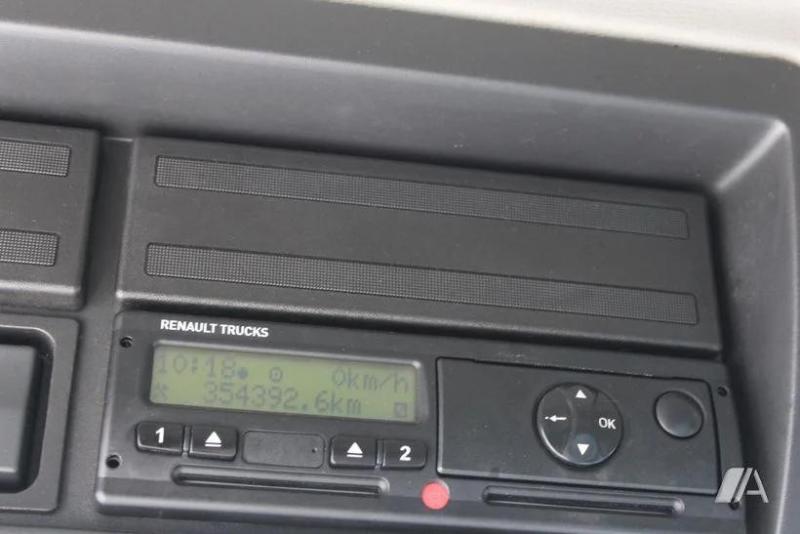 RENAULT TRUCKS
10:18 0km/h
354392.6km
1 2
OK